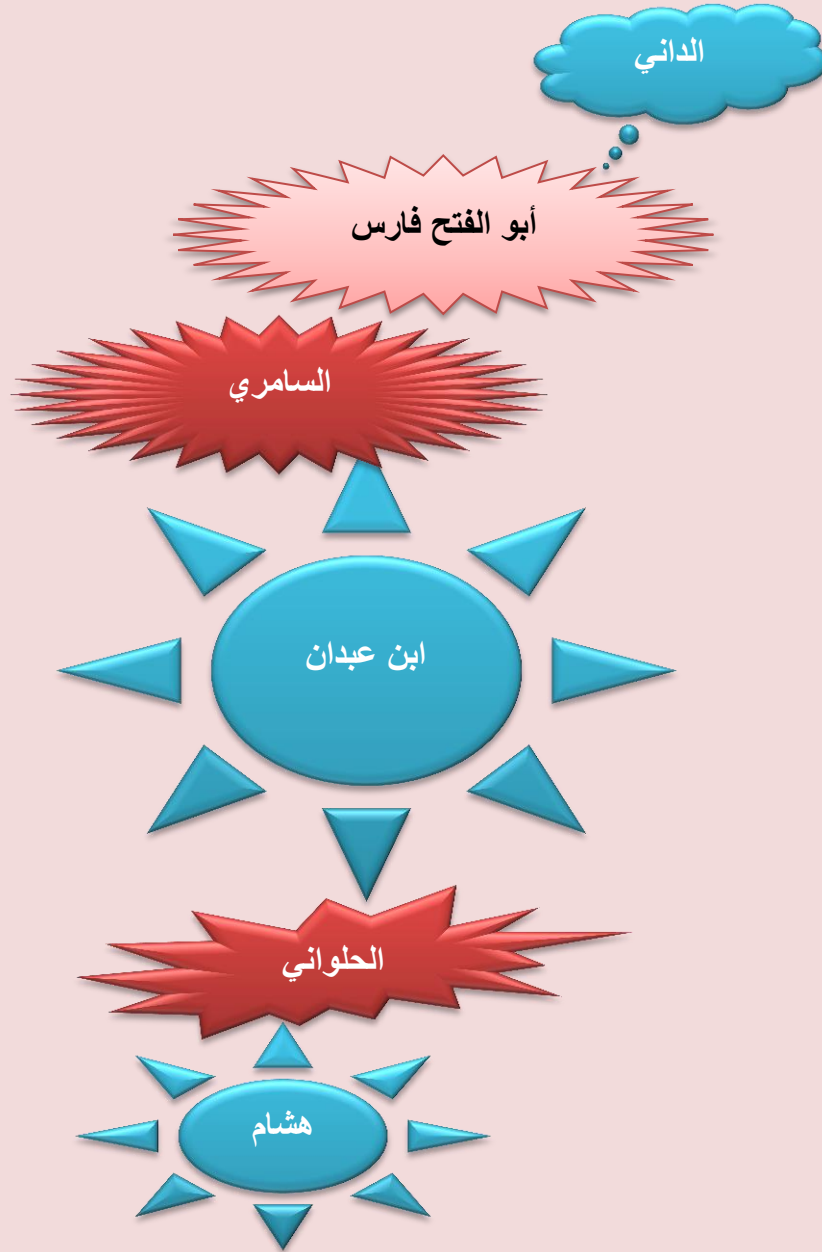 الداني
أبو الفتح فارس
السامري
ابن عبدان
الحلواني
هشام